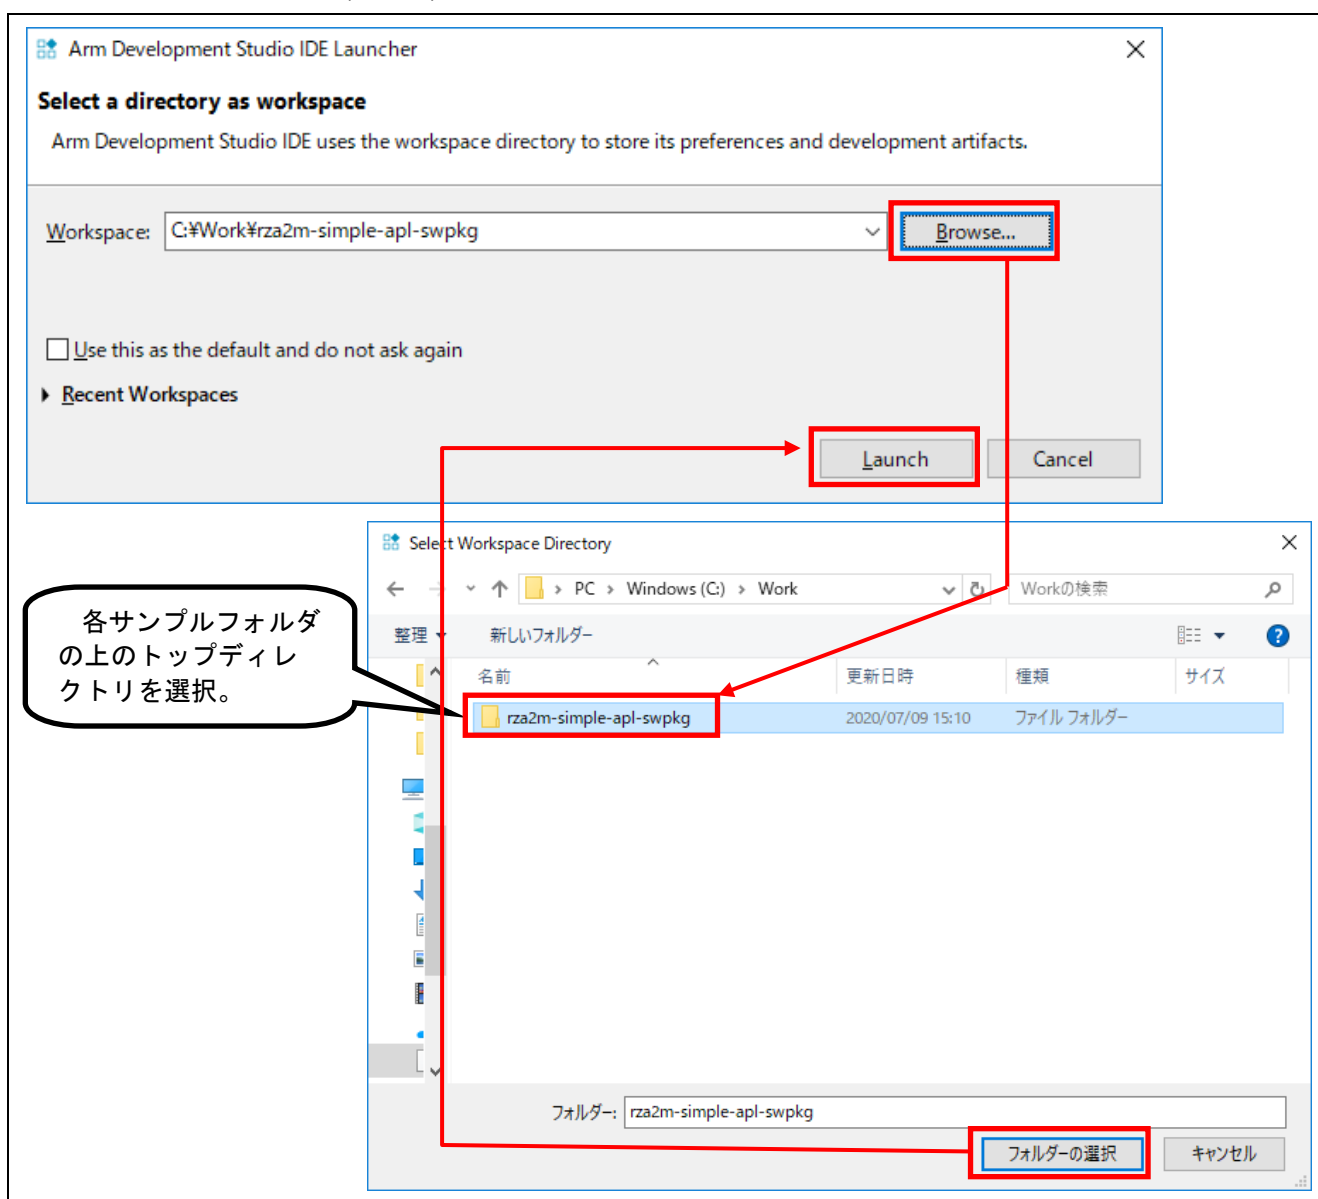 Arm Development Studio IDE Launcher
Select a directory as workspace
Arm Development Studio IDE uses the workspace directory to store its preferences and development artifacts.
Workspace: C:¥Work¥rza2m-simple-apl-swpkg Browse...
Use this as the default and do not ask again
Recent Workspaces
Launch Cancel
Select Workspace Directory
PC > Windows (C:) > Work Workの検索
各サンプルフォルダ
の上のトップディレ
クトリを選択。
整理 新しいフォルダー
名前 更新日時 種類 サイズ
rza2m-simple-apl-swpkg 2020/07/09 15:10 ファイル フォルダー
フォルダー: rza2m-simple-apl-swpkg
フォルダーの選択 キャンセル